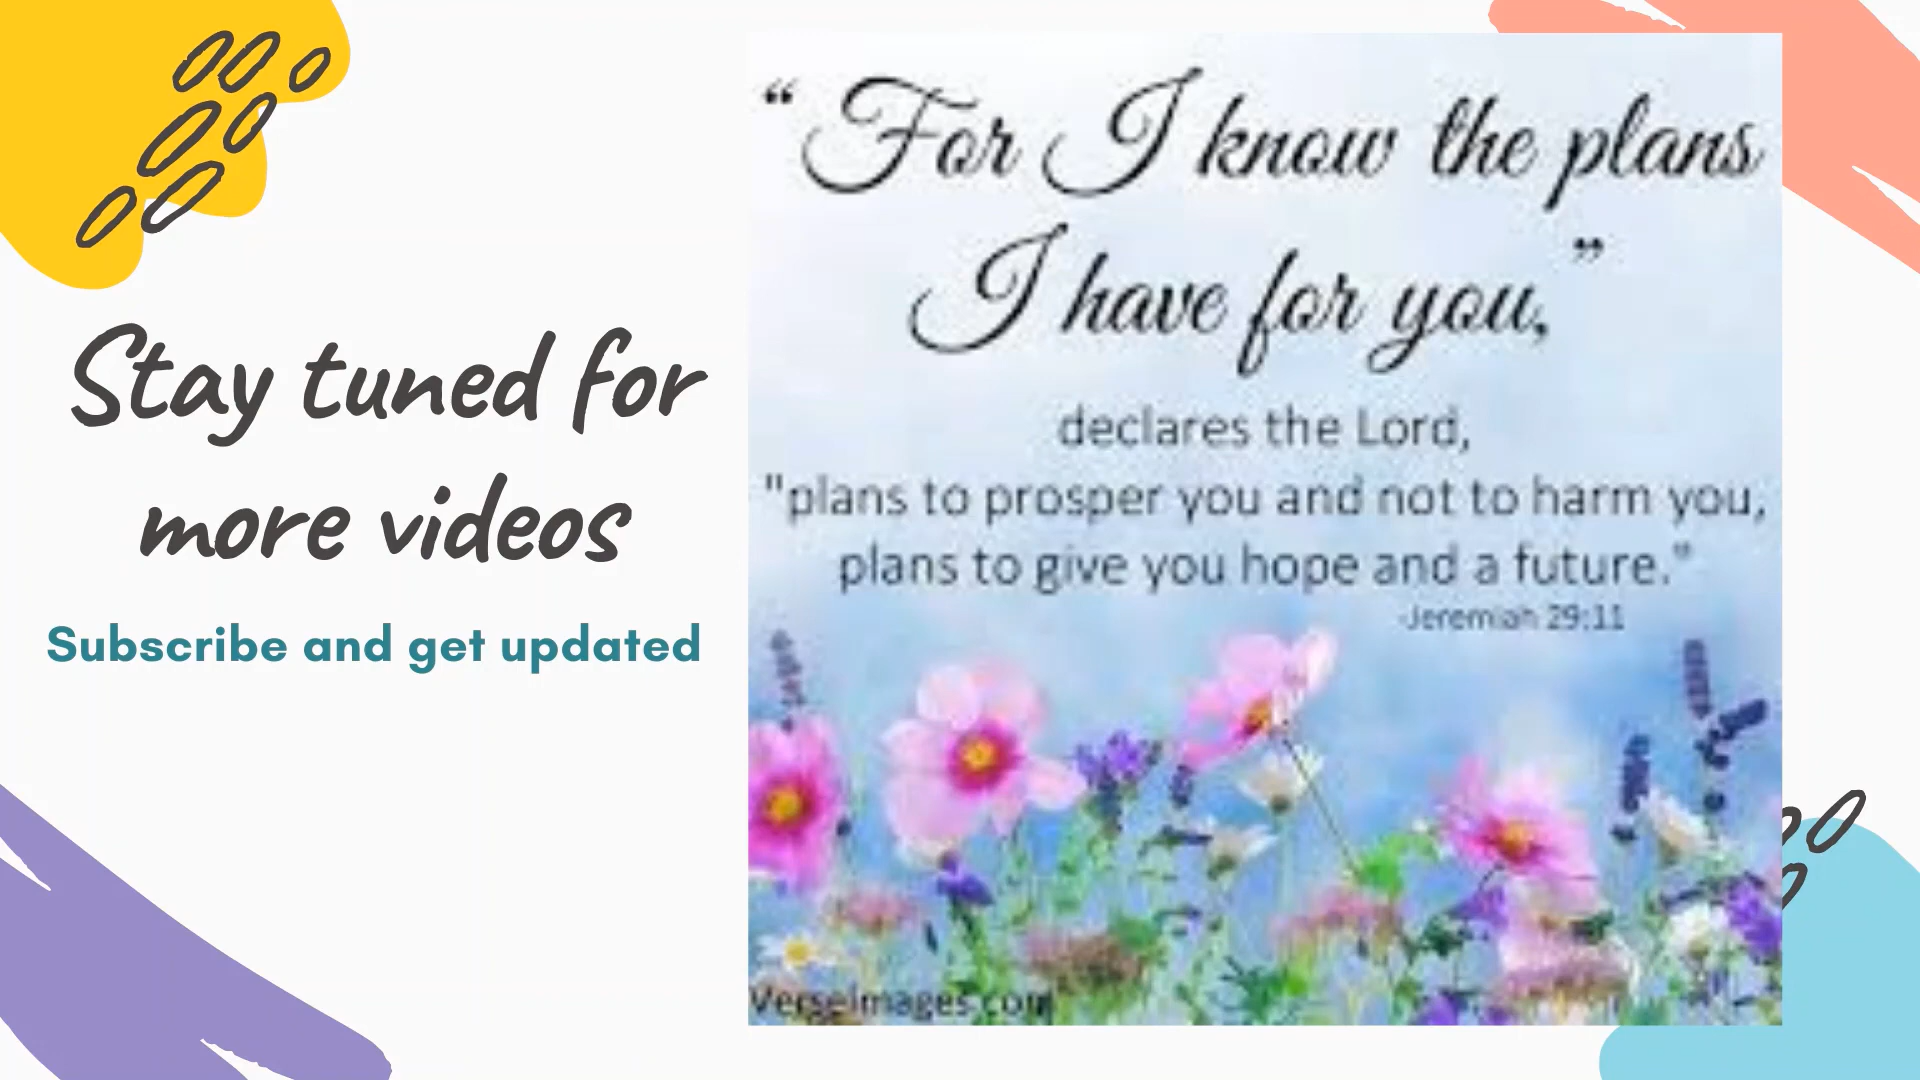 Stay tuned for
more videos
Subscribe and get updated
“For I know the plans
I have for you,”
declares the Lord,
"plans to prosper you and not to harm you,
plans to give you hope and a future."
-Jeremiah 29:11
VerseImages.com